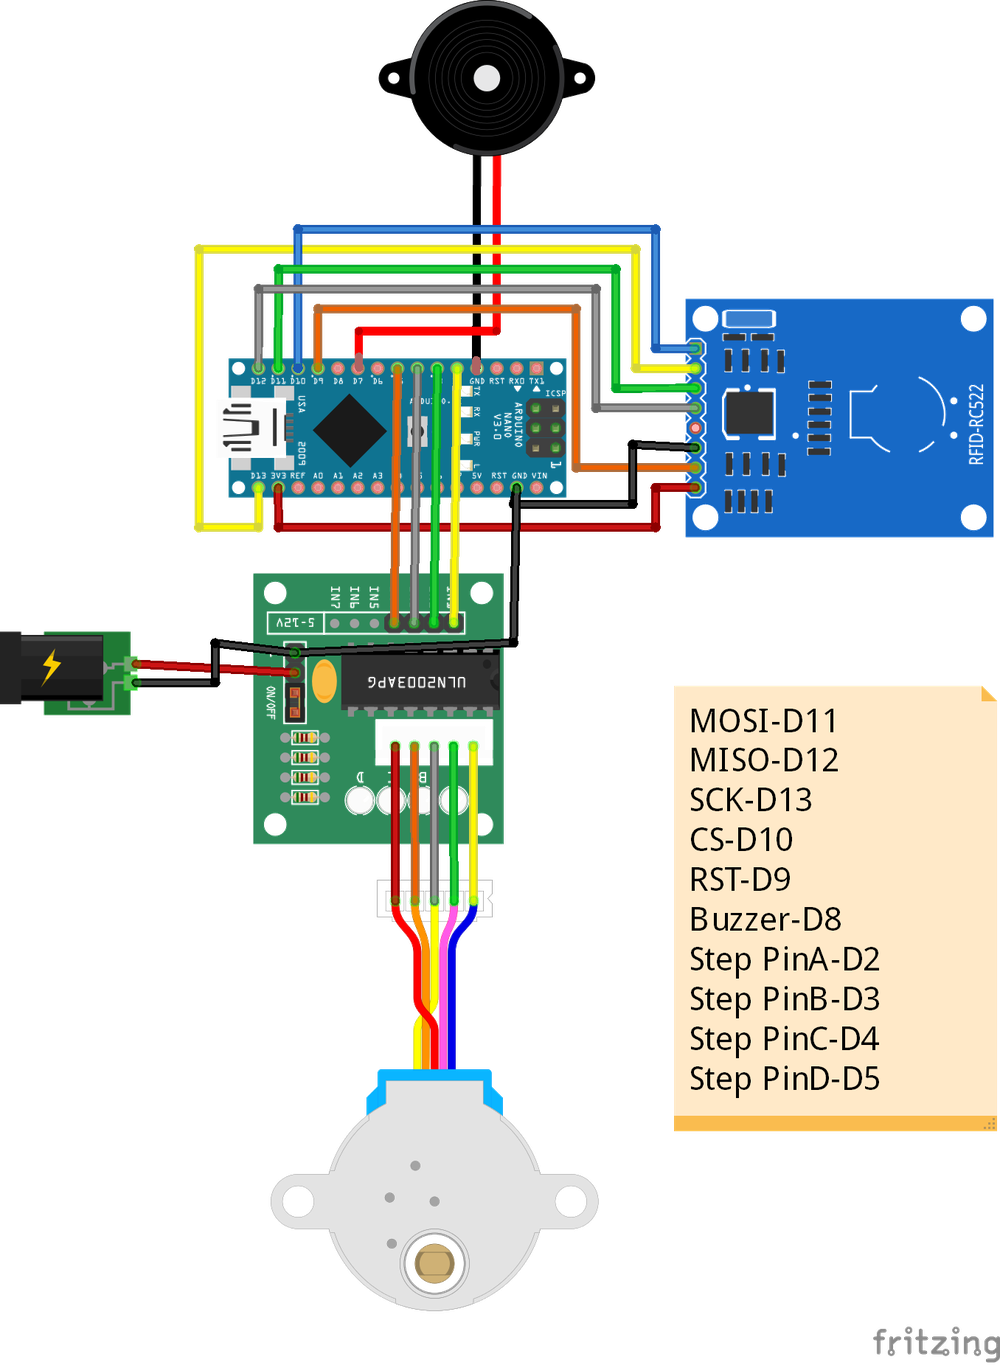 D12 D11 D10 D9 D8 D7 D6 GND RST RX0 TX1
USA
ARDUINO.
TX
RX
PWR
L
ICSP
1
ARDUINO
NANO
V3.0
D13 3V3 REF A0 A1 A2 A3 5V RST GND VIN
RFID-RC522
IN7
IN6
IN5
5-12V
ULN2003APG
ON/OFF
D
B
MOSI-D11
MISO-D12
SCK-D13
CS-D10
RST-D9
Buzzer-D8
Step PinA-D2
Step PinB-D3
Step PinC-D4
Step PinD-D5
fritzing